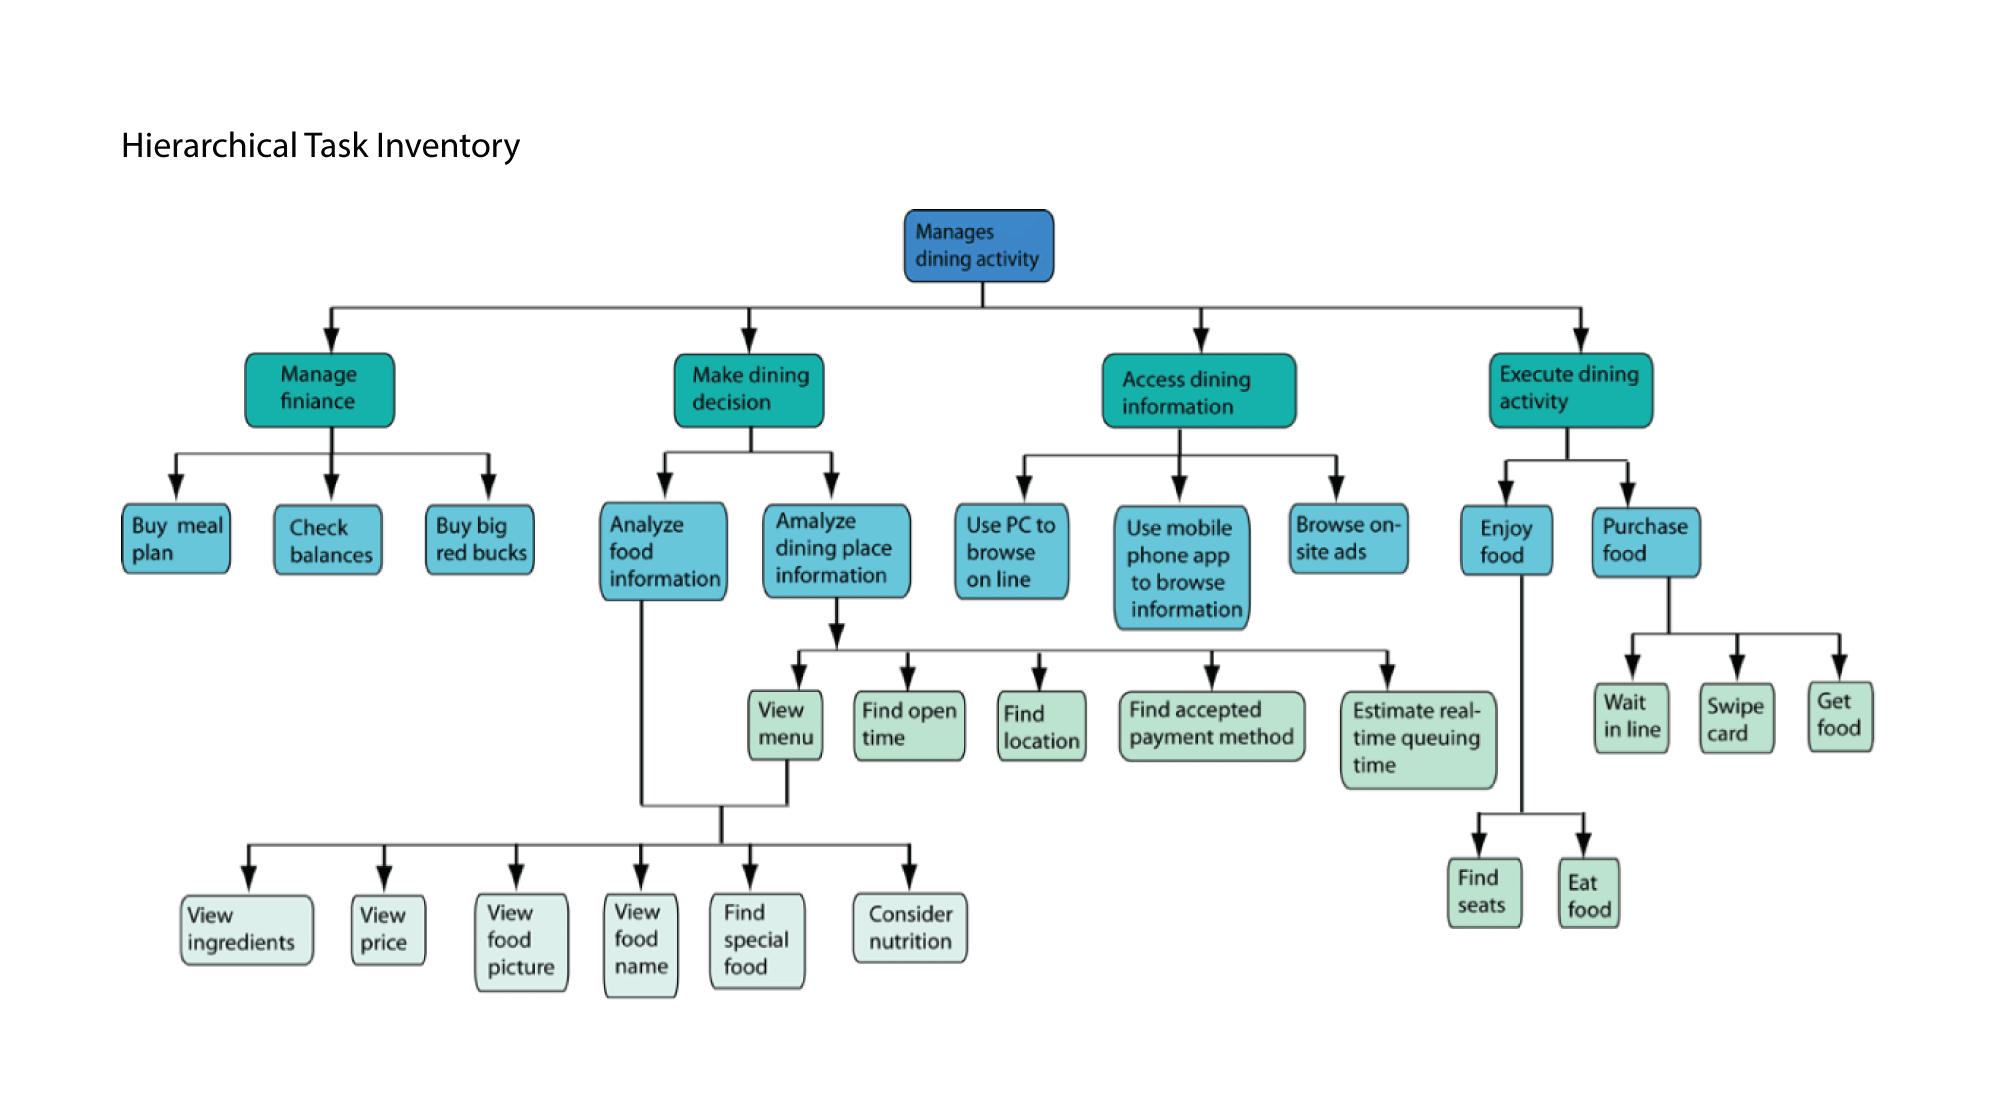 Hierarchical Task Inventory
Manages
dining activity
Manage
finiance
Make dining
decision
Access dining
information
Execute dining
activity
Buy meal
plan
Check
balances
Buy big
red bucks
Analyze
food
information
Amalyze
dining place
information
Use PC to
browse
on line
Use mobile
phone app
to browse
information
Browse on-
site ads
Enjoy
food
Purchase
food
View
menu
Find open
time
Find
location
Find accepted
payment method
Estimate real-
time queuing
time
Wait
in line
Swipe
card
Get
food
View
ingredients
View
price
View
food
picture
View
food
name
Find
special
food
Consider
nutrition
Find
seats
Eat
food